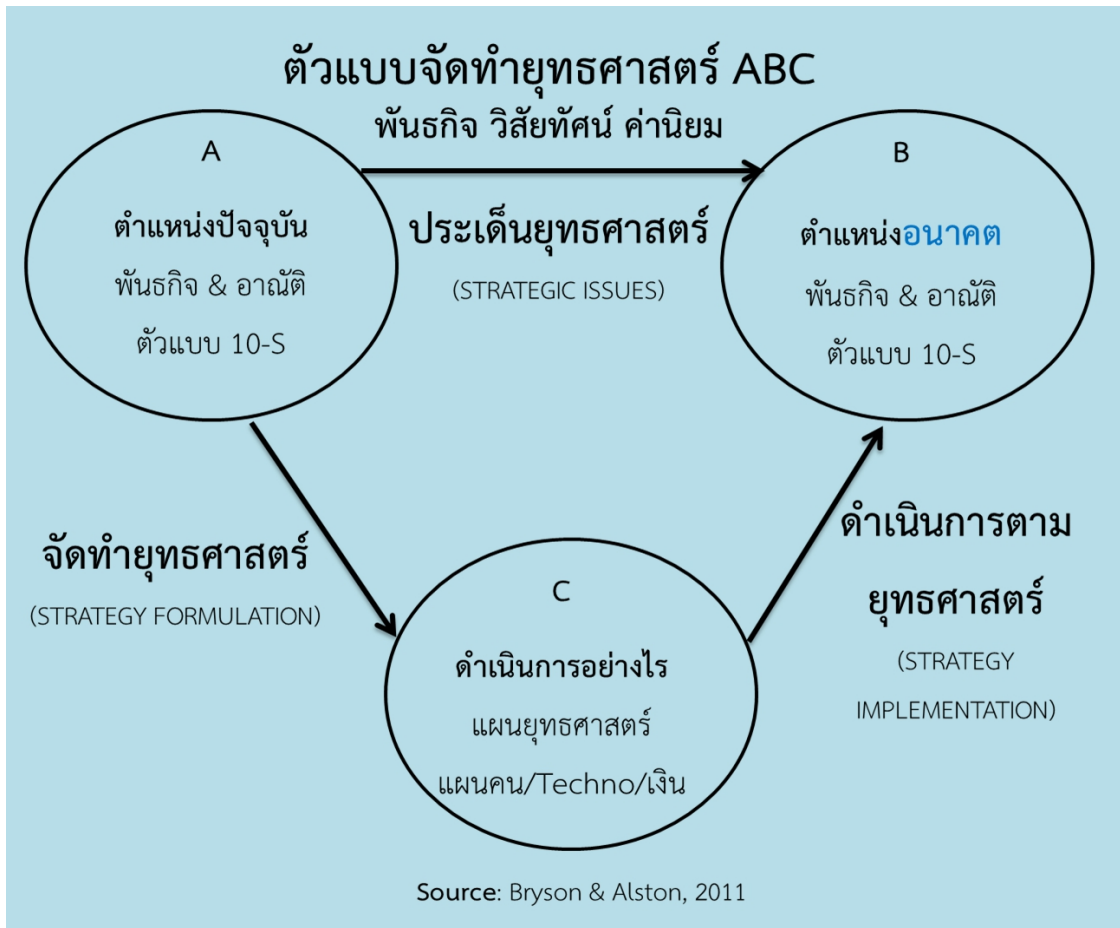 ตัวแบบจัดทำยุทธศาสตร์ ABC
พันธกิจ วิสัยทัศน์ ค่านิยม
A
ตำแหน่งปัจจุบัน
พันธกิจ & อาณัติ
ตัวแบบ 10-S
ประเด็นยุทธศาสตร์
(STRATEGIC ISSUES)
B
ตำแหน่งอนาคต
พันธกิจ & อาณัติ
ตัวแบบ 10-S
จัดทำยุทธศาสตร์
(STRATEGY FORMULATION)
C
ดำเนินการอย่างไร
แผนยุทธศาสตร์
แผนคน/Techno/เงิน
ดำเนินการตาม
ยุทธศาสตร์
(STRATEGY
IMPLEMENTATION)
Source: Bryson & Alston, 2011